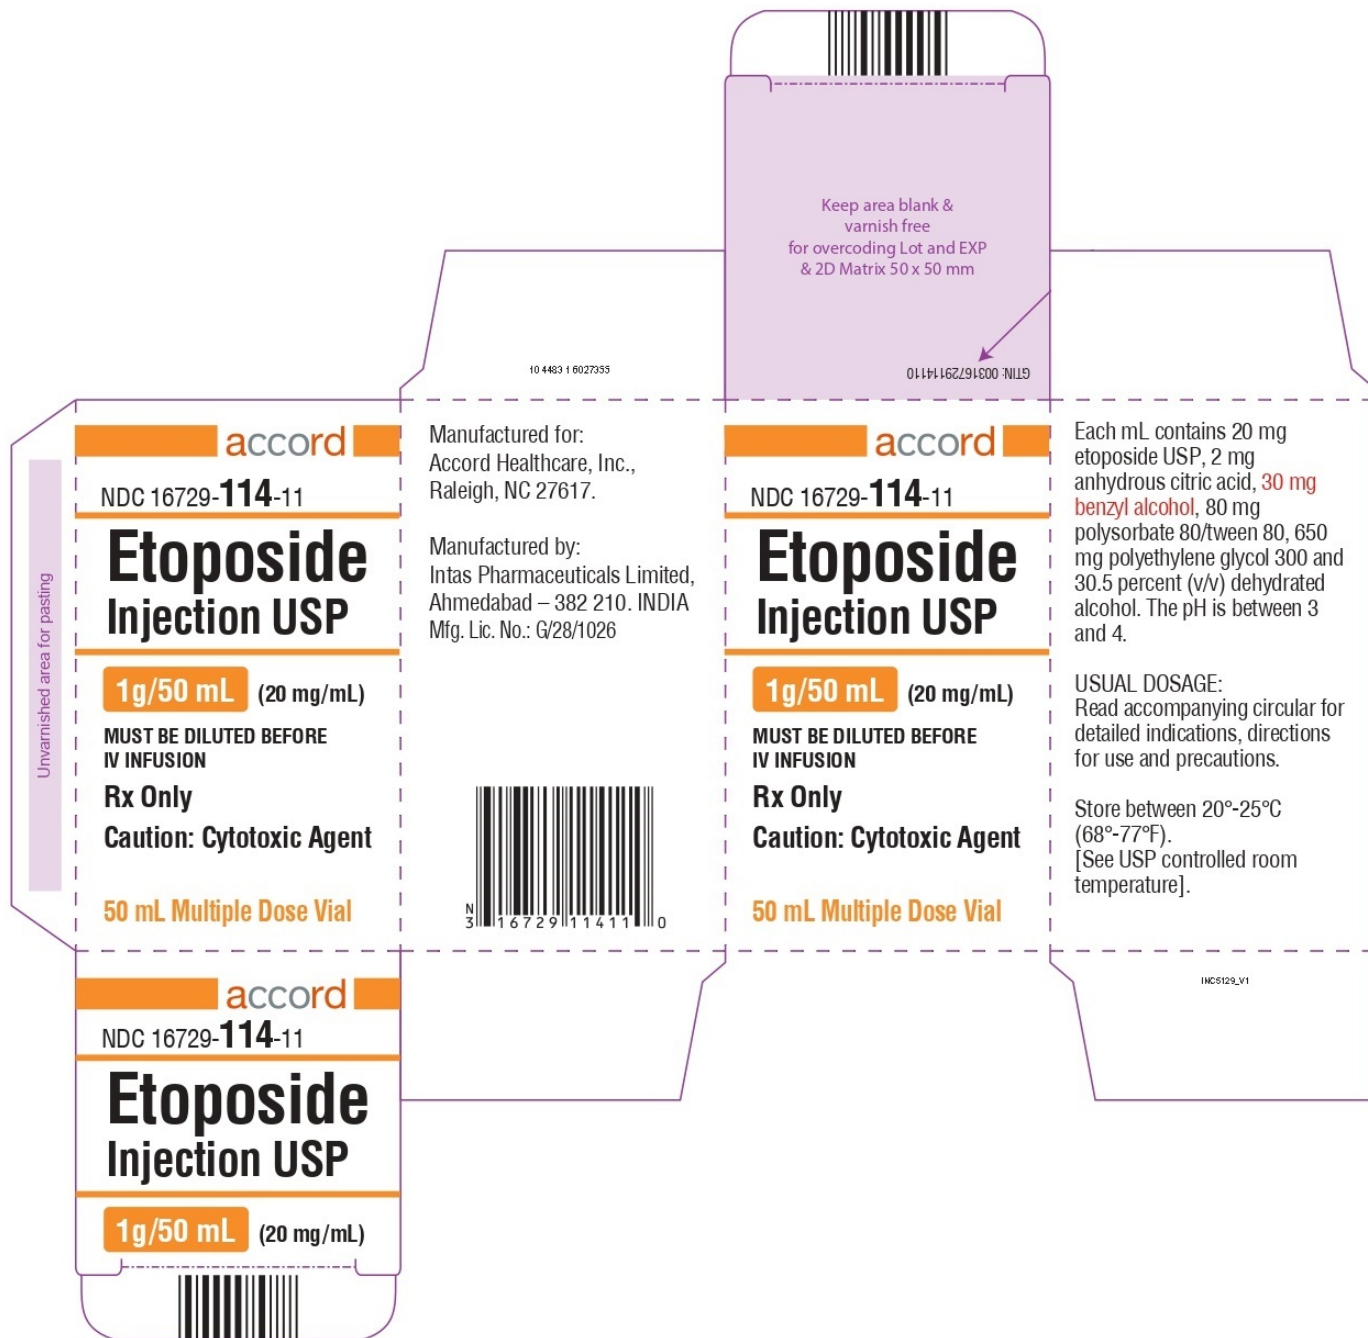 Keep area blank &
varnish free
for overcoding Lot and EXP
& 2D Matrix 50 x 50 mm
GTIN: 00316729114110
10 4483 1 6027355
Unvarnished area for pasting
accord
NDC 16729-114-11
Etoposide
Injection USP
1g/50 mL (20 mg/mL)
MUST BE DILUTED BEFORE
IV INFUSION
Rx Only
Caution: Cytotoxic Agent
50 mL Multiple Dose Vial
Manufactured for:
Accord Healthcare, Inc.,
Raleigh, NC 27617.
Manufactured by:
Intas Pharmaceuticals Limited,
Ahmedabad – 382 210. INDIA
Mfg. Lic. No.: G/28/1026
N
3 16729 11411 0
accord
NDC 16729-114-11
Etoposide
Injection USP
1g/50 mL (20 mg/mL)
MUST BE DILUTED BEFORE
IV INFUSION
Rx Only
Caution: Cytotoxic Agent
50 mL Multiple Dose Vial
Each mL contains 20 mg
etoposide USP, 2 mg
anhydrous citric acid, 30 mg
benzyl alcohol, 80 mg
polysorbate 80/tween 80, 650
mg polyethylene glycol 300 and
30.5 percent (v/v) dehydrated
alcohol. The pH is between 3
and 4.
USUAL DOSAGE:
Read accompanying circular for
detailed indications, directions
for use and precautions.
Store between 20°-25°C
(68°-77°F).
[See USP controlled room
temperature].
INC5129_V1
accord
NDC 16729-114-11
Etoposide
Injection USP
1g/50 mL (20 mg/mL)